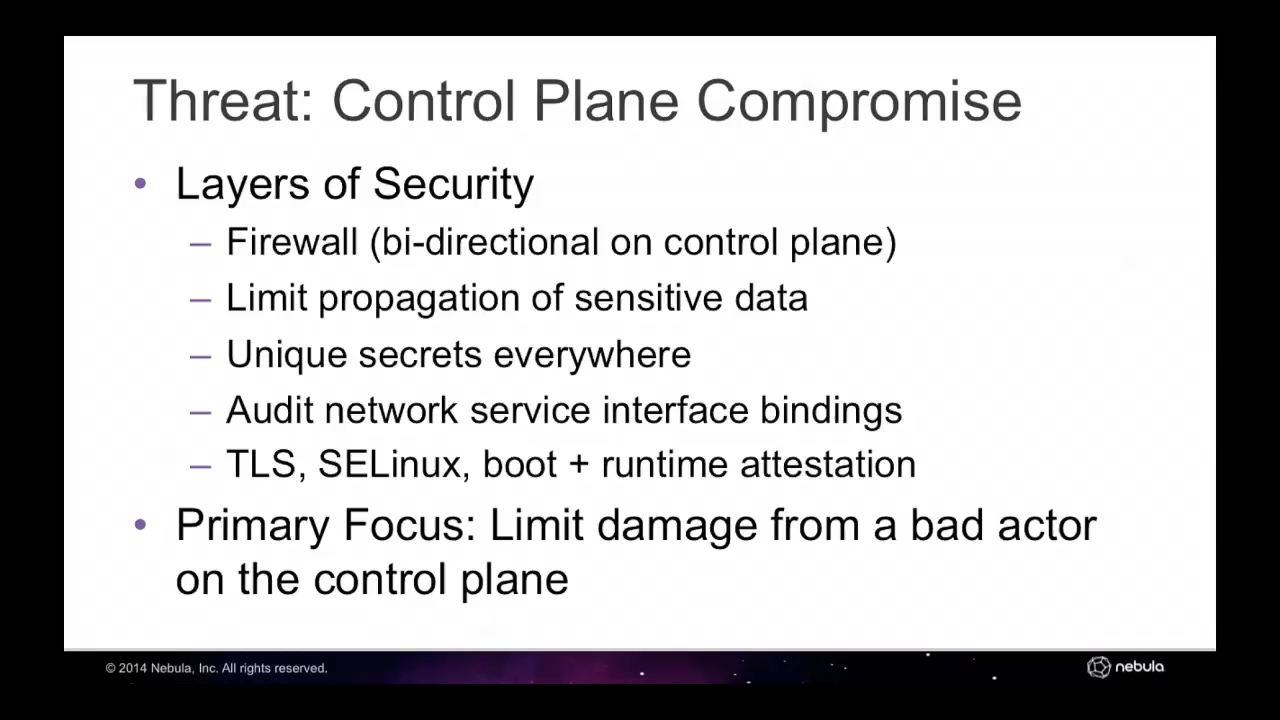 Threat: Control Plane Compromise
• Layers of Security
– Firewall (bi-directional on control plane)
– Limit propagation of sensitive data
– Unique secrets everywhere
– Audit network service interface bindings
– TLS, SELinux, boot + runtime attestation
• Primary Focus: Limit damage from a bad actor
on the control plane
© 2014 Nebula, Inc. All rights reserved.
nebula